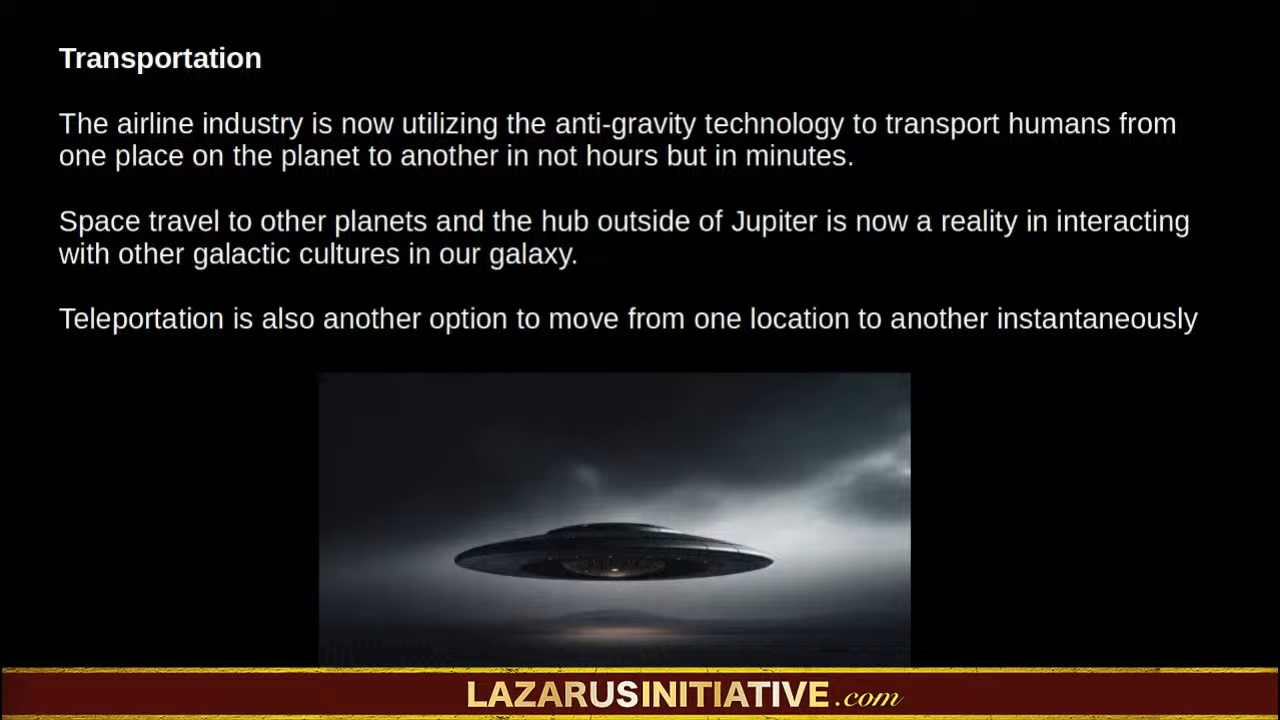 Transportation
The airline industry is now utilizing the anti-gravity technology to transport humans from
one place on the planet to another in not hours but in minutes.
Space travel to other planets and the hub outside of Jupiter is now a reality in interacting
with other galactic cultures in our galaxy.
Teleportation is also another option to move from one location to another instantaneously
LAZARUSINITIATIVE.com